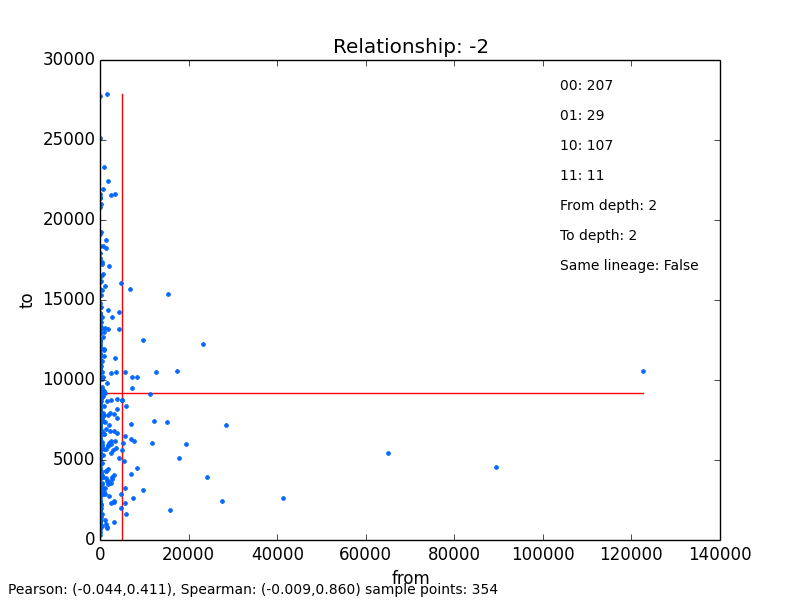 Relationship: -2
30000
25000
20000
15000
10000
5000
0
to
00: 207
01: 29
10: 107
11: 11
From depth: 2
To depth: 2
Same lineage: False
0 20000 40000 60000 80000 100000 120000 140000
from
Pearson: (-0.044,0.411), Spearman: (-0.009,0.860) sample points: 354